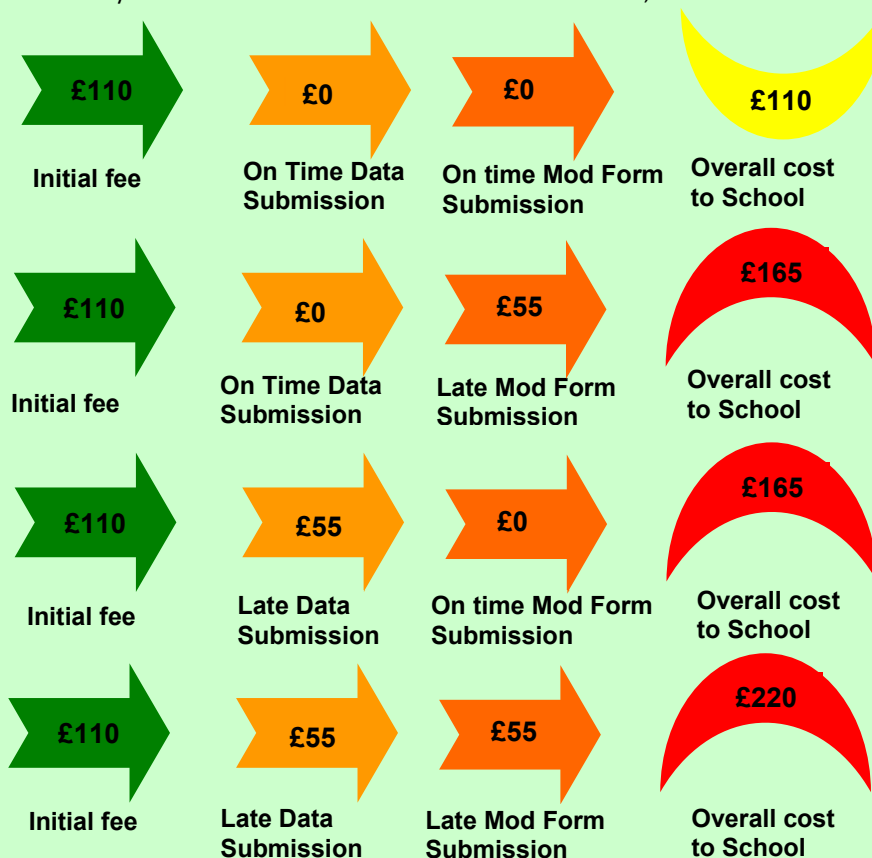 £110
£0
£0
£110
Initial fee
On Time Data
Submission
On time Mod Form
Submission
Overall cost
to School
£110
£0
£55
£165
Initial fee
On Time Data
Submission
Late Mod Form
Submission
Overall cost
to School
£110
£55
£0
£165
Initial fee
Late Data
Submission
On time Mod Form
Submission
Overall cost
to School
£110
£55
£55
£220
Initial fee
Late Data
Submission
Late Mod Form
Submission
Overall cost
to School